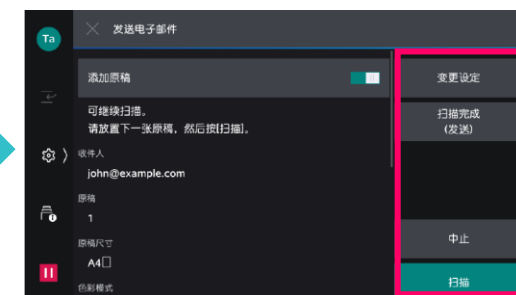 Ta
发送电子邮件
添加原稿
可继续扫描。
请放置下一张原稿，然后按[扫描]。
收件人
john@example.com
原稿
1
原稿尺寸
A4
色彩模式
变更设定
扫描完成
(发送)
中止
扫描